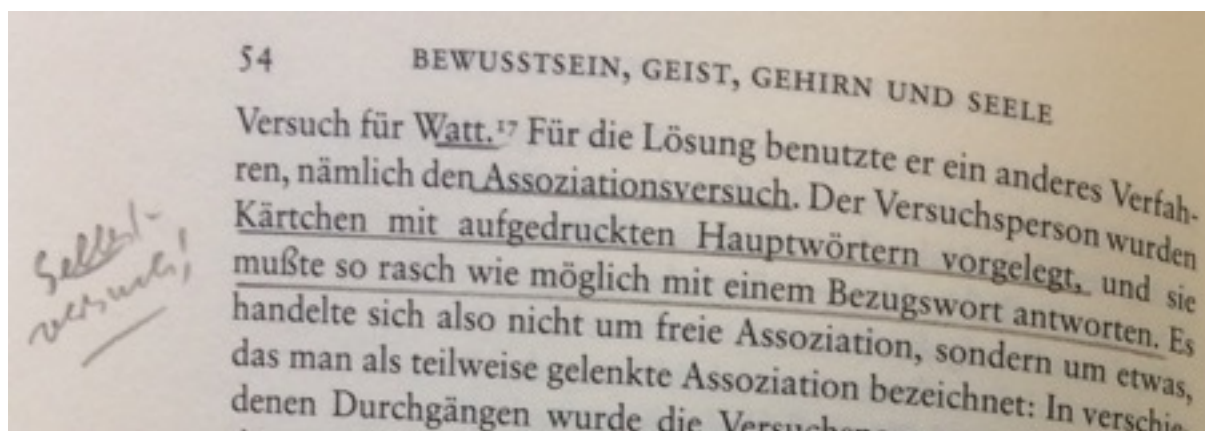 54 BEWUSSTSEIN, GEIST, GEHIRN UND SEELE
Versuch für Watt.¹⁷ Für die Lösung benutzte er ein anderes Verfah-
ren, nämlich den Assoziationsversuch. Der Versuchsperson wurden
Kärtchen mit aufgedruckten Hauptwörtern vorgelegt, und sie
mußte so rasch wie möglich mit einem Bezugswort antworten. Es
handelte sich also nicht um freie Assoziation, sondern um etwas,
das man als teilweise gelenkte Assoziation bezeichnet: In verschie-
denen Durchgängen wurde die
Selbst-
versuch!